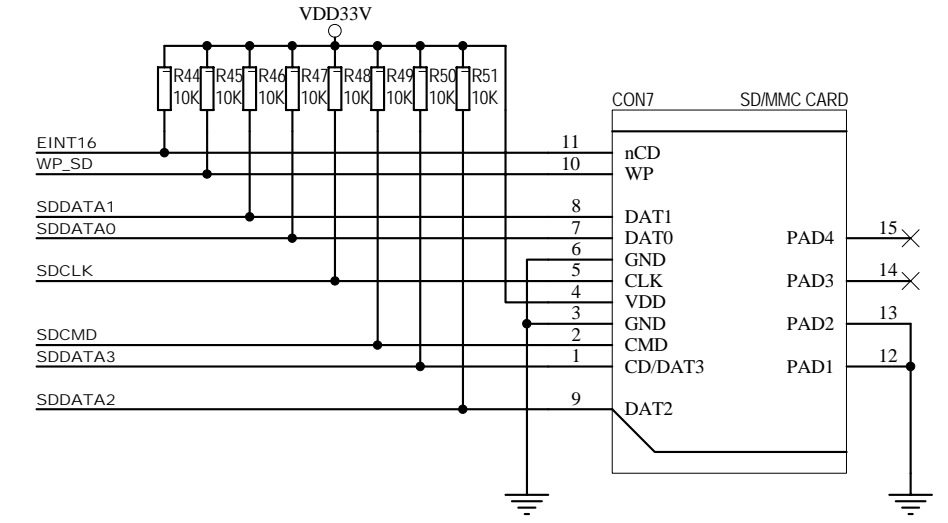 VDD33V
R44 R45 R46 R47 R48 R49 R50 R51
10K 10K 10K 10K 10K 10K 10K 10K
CON7 SD/MMC CARD
EINT16 11 nCD
WP_SD 10 WP
SDDATA1 8 DAT1
SDDATA0 7 DAT0 PAD4 15
6 GND
SDCLK 5 CLK PAD3 14
4 VDD
3 GND PAD2 13
SDCMD 2 CMD
SDDATA3 1 CD/DAT3 PAD1 12
SDDATA2 9 DAT2